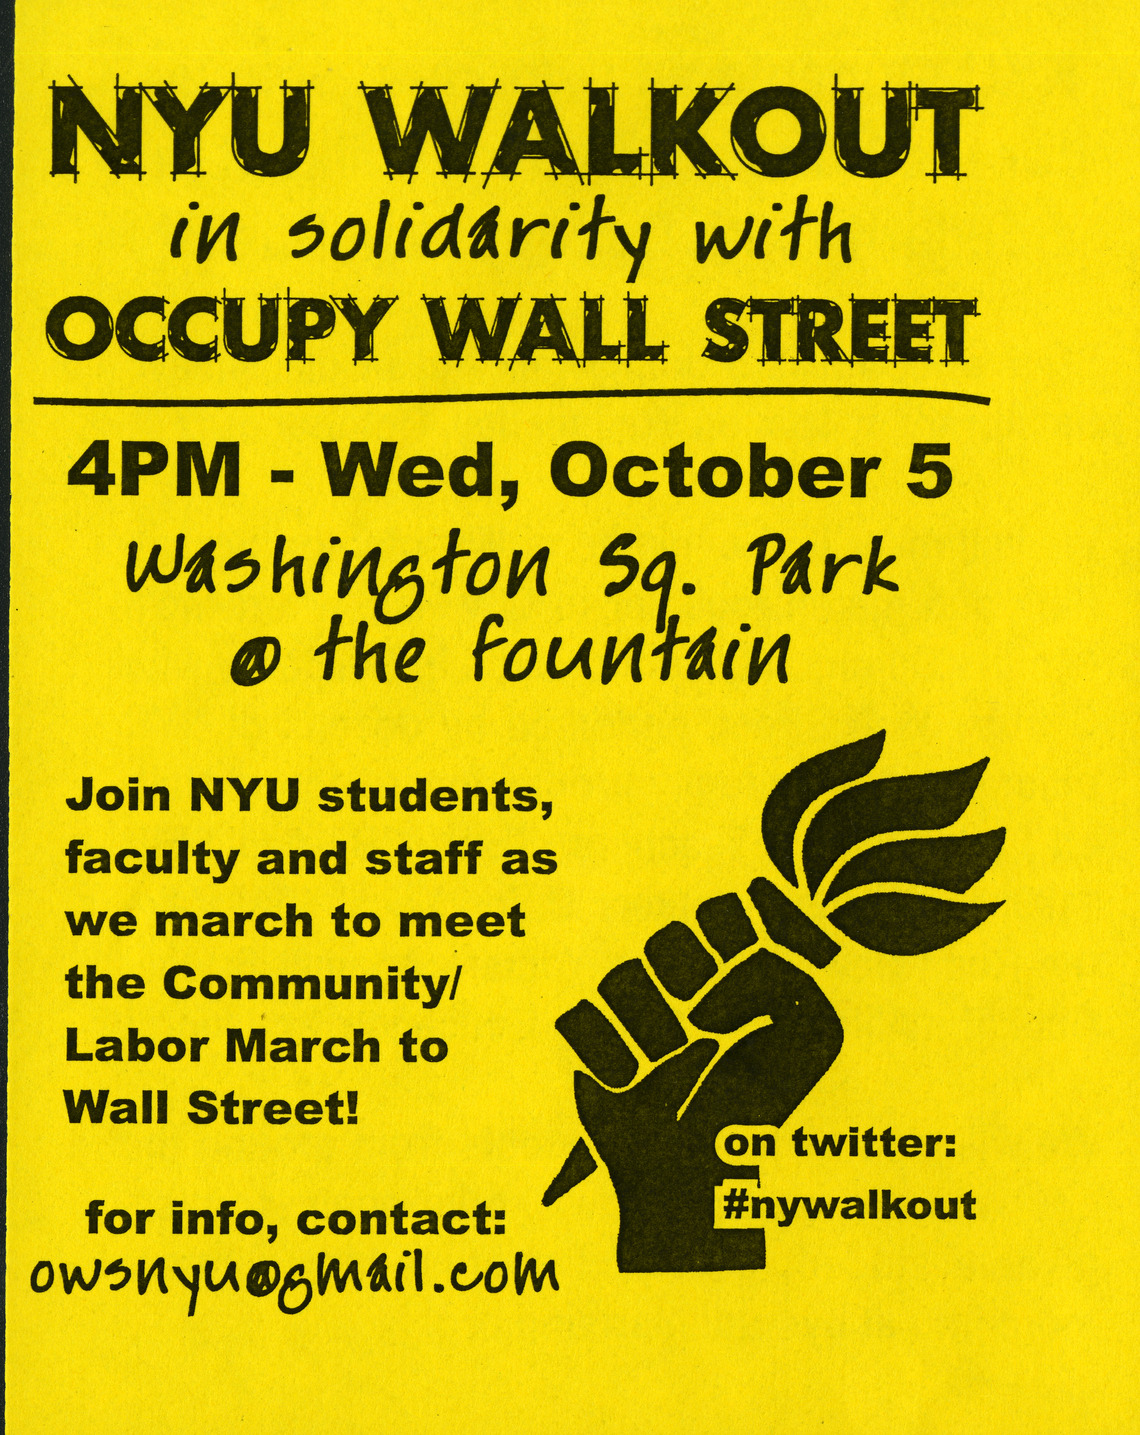 NYU WALKOUT
in solidarity with
OCCUPY WALL STREET
4PM - Wed, October 5
Washington Sq. Park
@ the fountain
Join NYU students,
faculty and staff as
we march to meet
the Community/
Labor March to
Wall Street!
for info, contact:
owsnyu@gmail.com
on twitter:
#nywalkout